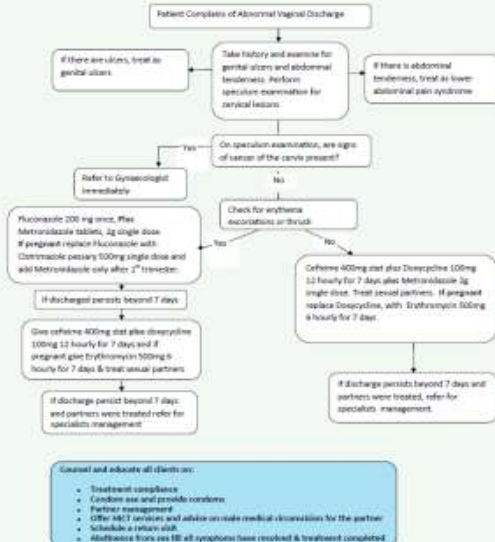 Patient Complains of Abnormal Vaginal Discharge
If there are ulcers, treat as
genital ulcers
Take history and examine for
genital ulcers and abdominal
tenderness. Perform
speculum examination for
cervical lesions
If there is abdominal
tenderness, treat as lower
abdominal pain syndrome
On speculum examination, are signs
of cancer of the cervix present?
Yes
No
Refer to Gynaecologist
immediately
Check for erythema
excoriations or thrush
Yes
No
Fluconazole 200 mg once, Plus
Metronidazole tablets, 2g single dose
If pregnant replace Fluconazole with
Clotrimazole pessary 500mg single dose and
add Metronidazole only after 1st trimester.
Cefixime 400mg stat plus Doxycycline 100mg
12 hourly for 7 days plus Metronidazole 2g
single dose. Treat sexual partners. If pregnant
replace Doxycycline, with Erythromycin 500mg
6 hourly for 7 days.
If discharged persists beyond 7 days
Give cefixime 400mg stat plus doxycycline
100mg 12 hourly for 7 days and if
pregnant give Erythromycin 500mg 6
hourly for 7 days & treat sexual partners
If discharge persist beyond 7 days
and partners were treated refer for
specialists management
If discharge persists beyond 7 days and
partners were treated, refer for
specialists management.
Counsel and educate all clients on:
• Treatment compliance
• Condom use and provide condoms
• Partner management
• Offer HCT services and advise on male medical circumcision for the partner
• Schedule a return visit
• Abstinence from sex till all symptoms have resolved & treatment completed